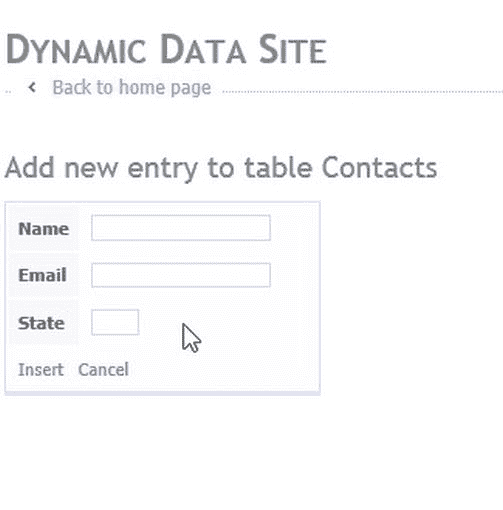 DYNAMIC DATA SITE
Back to home page
Add new entry to table Contacts
Name
Email
State
Insert Cancel